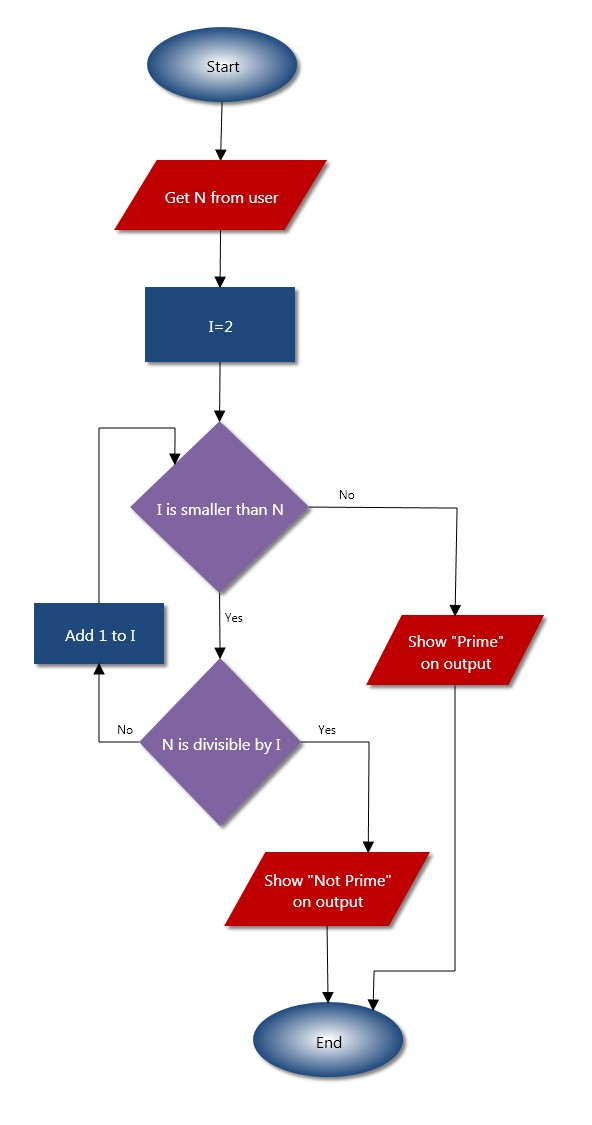 Start
Get N from user
I=2
I is smaller than N
No
Yes
Add 1 to I
Show "Prime"
on output
No
N is divisible by I
Yes
Show "Not Prime"
on output
End